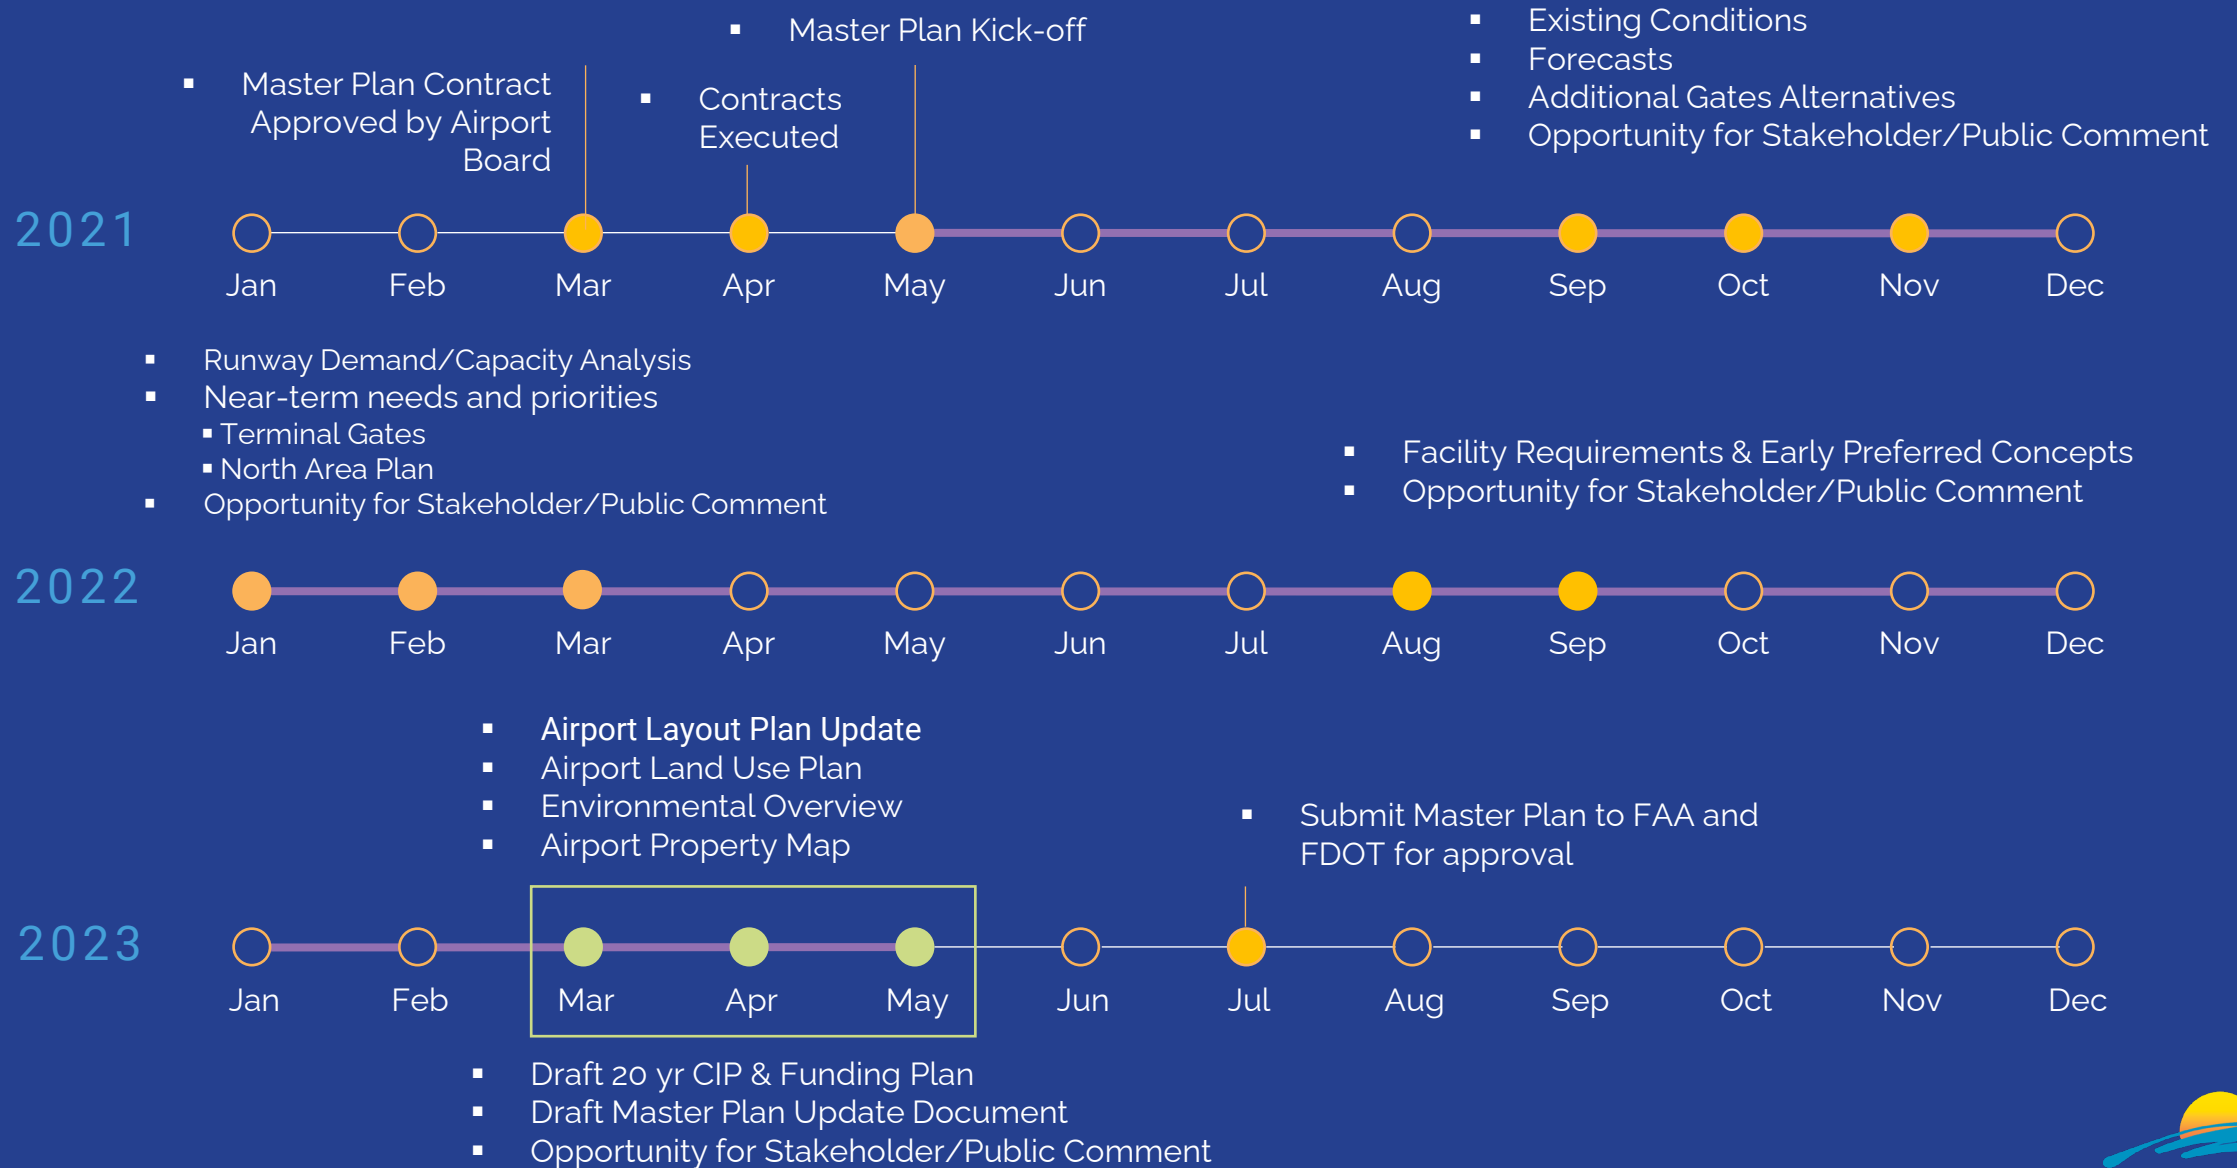 Master Plan Kick-off
Master Plan Contract
Approved by Airport
Board
Contracts
Executed
Existing Conditions
Forecasts
Additional Gates Alternatives
Opportunity for Stakeholder/Public Comment
2021
Jan Feb Mar Apr May Jun Jul Aug Sep Oct Nov Dec
Runway Demand/Capacity Analysis
Near-term needs and priorities
Terminal Gates
North Area Plan
Opportunity for Stakeholder/Public Comment
Facility Requirements & Early Preferred Concepts
Opportunity for Stakeholder/Public Comment
2022
Jan Feb Mar Apr May Jun Jul Aug Sep Oct Nov Dec
Airport Layout Plan Update
Airport Land Use Plan
Environmental Overview
Airport Property Map
Submit Master Plan to FAA and
FDOT for approval
2023
Jan Feb Mar Apr May Jun Jul Aug Sep Oct Nov Dec
Draft 20 yr CIP & Funding Plan
Draft Master Plan Update Document
Opportunity for Stakeholder/Public Comment